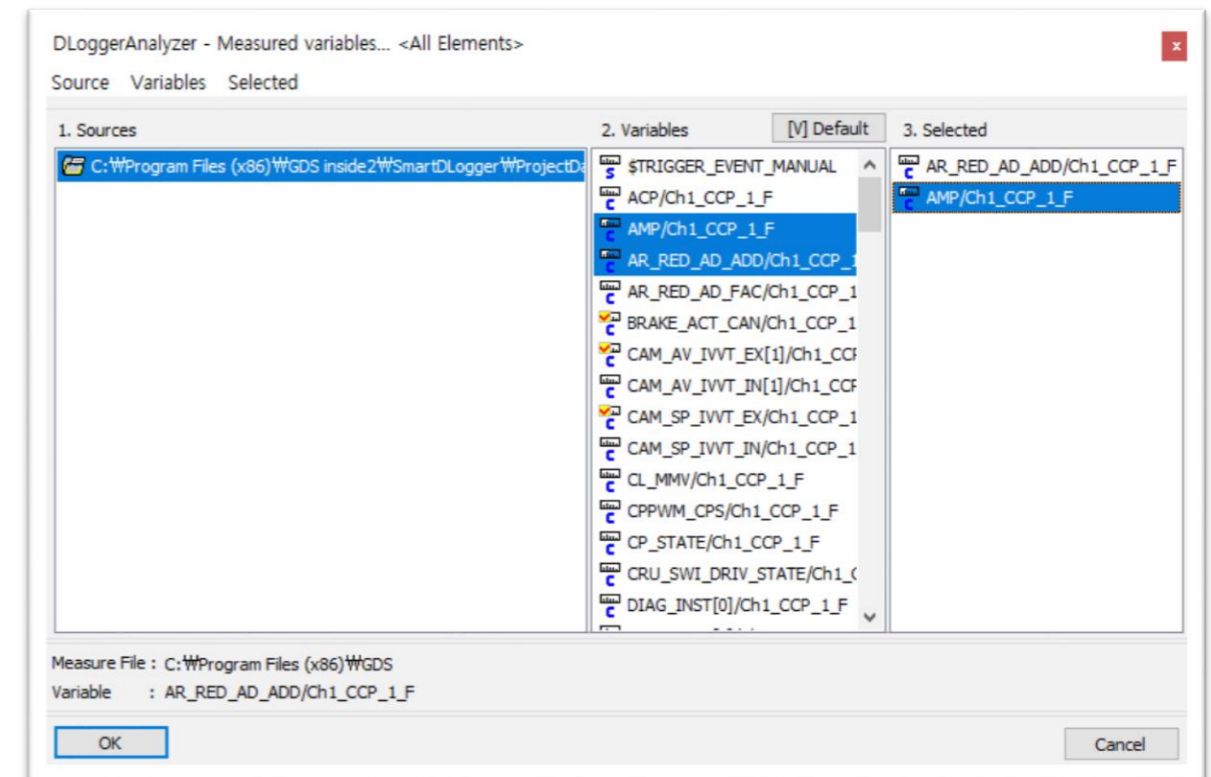 DLoggerAnalyzer - Measured variables... <All Elements>
x
Source Variables Selected
1. Sources
C:₩Program Files (x86)₩GDS inside2₩SmartDLogger₩ProjectDa
2. Variables
[V] Default
$TRIGGER_EVENT_MANUAL
ACP/Ch1_CCP_1_F
AMP/Ch1_CCP_1_F
AR_RED_AD_ADD/Ch1_CCP_1
AR_RED_AD_FAC/Ch1_CCP_1
BRAKE_ACT_CAN/Ch1_CCP_1
CAM_AV_IVVT_EX[1]/Ch1_CCP
CAM_AV_IVVT_IN[1]/Ch1_CCP
CAM_SP_IVVT_EX/Ch1_CCP_1
CAM_SP_IVVT_IN/Ch1_CCP_1
CL_MMV/Ch1_CCP_1_F
CPPWM_CPS/Ch1_CCP_1_F
CP_STATE/Ch1_CCP_1_F
CRU_SWI_DRIV_STATE/Ch1_C
DIAG_INST[0]/Ch1_CCP_1_F
3. Selected
AR_RED_AD_ADD/Ch1_CCP_1_F
AMP/Ch1_CCP_1_F
Measure File : C:₩Program Files (x86)₩GDS
Variable : AR_RED_AD_ADD/Ch1_CCP_1_F
OK
Cancel